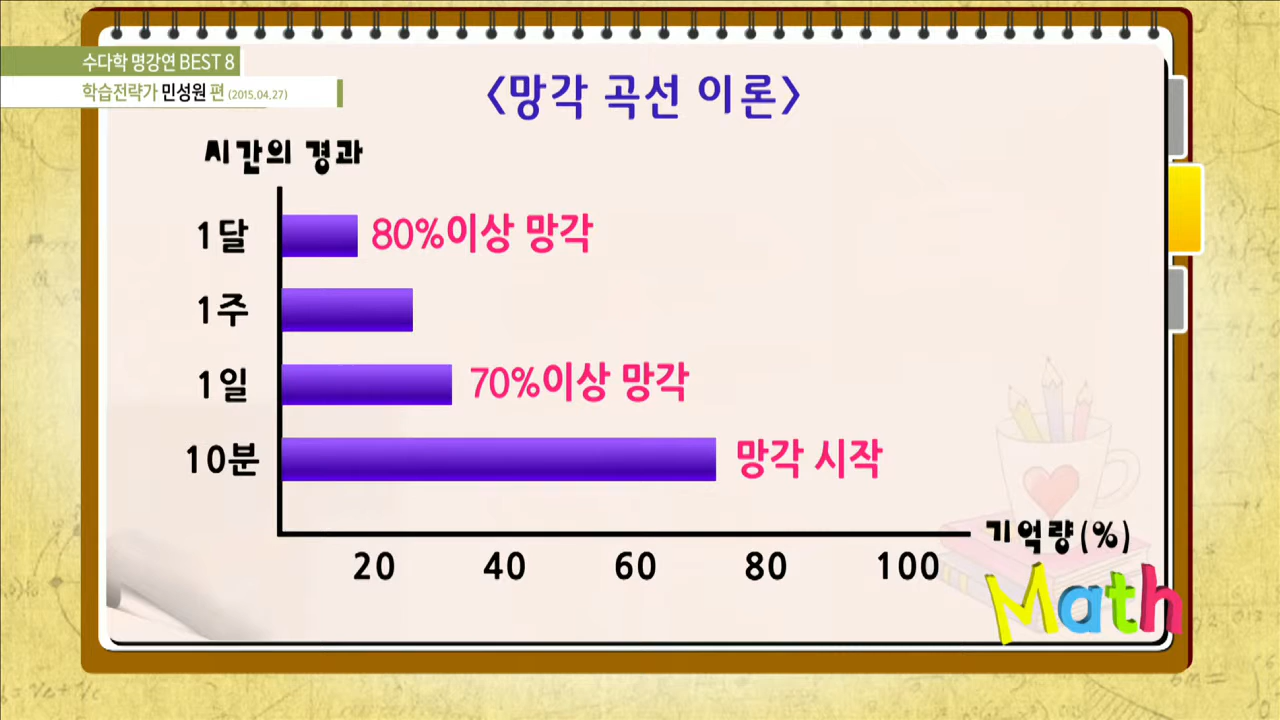 수다학 명강연 BEST 8
학습전략가 민성원 편 (2015.04.27)
<망각 곡선 이론>
시간의 경과
1달 80%이상 망각
1주
1일 70%이상 망각
10분 망각 시작
기억량(%)
20 40 60 80 100
Math